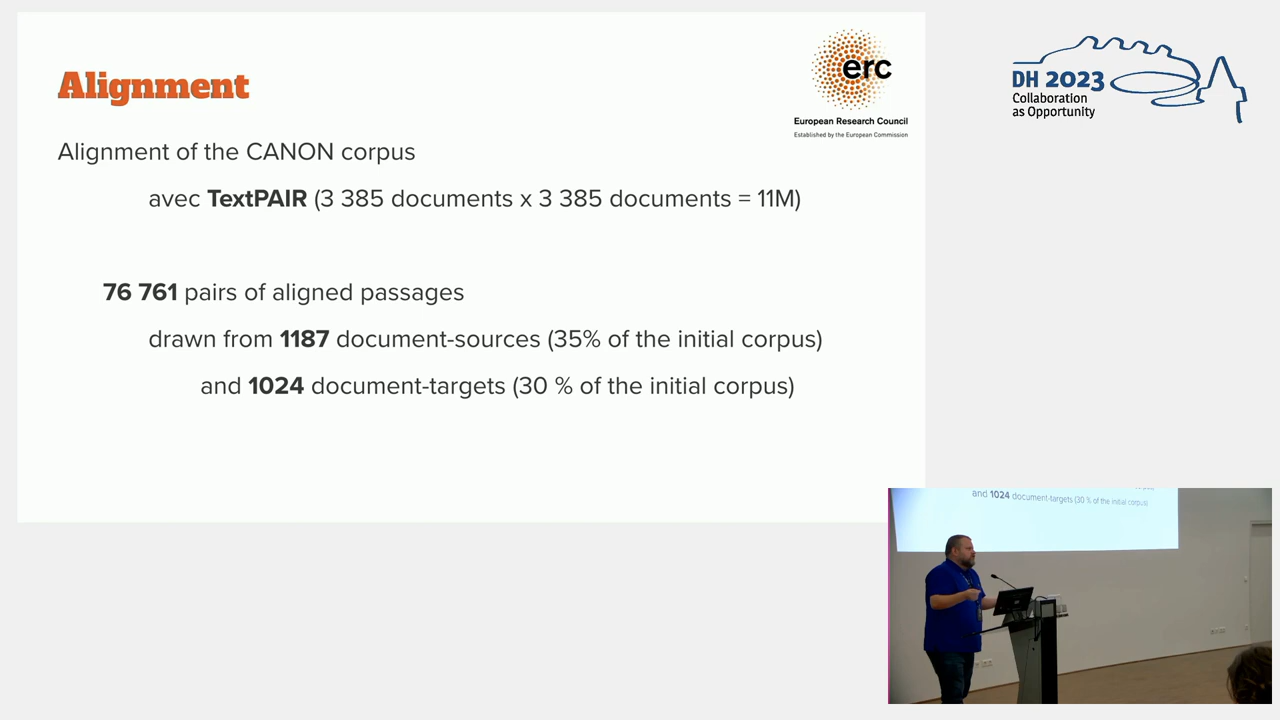 Alignment
erc
European Research Council
Established by the European Commission
DH 2023
Collaboration
as Opportunity
Alignment of the CANON corpus
avec TextPAIR (3 385 documents x 3 385 documents = 11M)
76 761 pairs of aligned passages
drawn from 1187 document-sources (35% of the initial corpus)
and 1024 document-targets (30 % of the initial corpus)
and 1024 document-targets (30 % of the initial corpus)